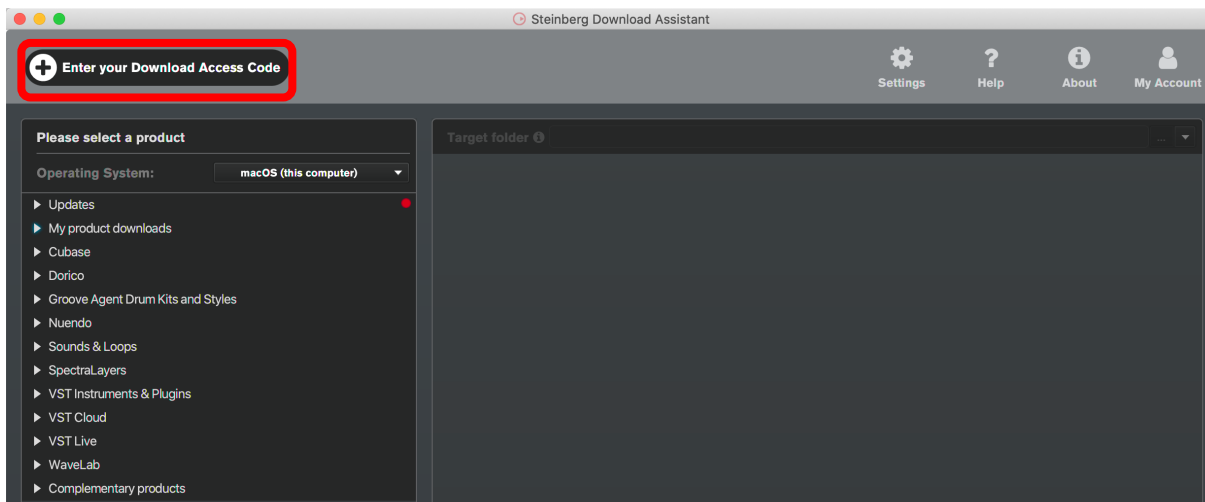 Steinberg Download Assistant
Enter your Download Access Code
Settings
Help
About
My Account
Please select a product
Target folder
...
Operating System:
macOS (this computer)
Updates
My product downloads
Cubase
Dorico
Groove Agent Drum Kits and Styles
Nuendo
Sounds & Loops
SpectraLayers
VST Instruments & Plugins
VST Cloud
VST Live
WaveLab
Complementary products